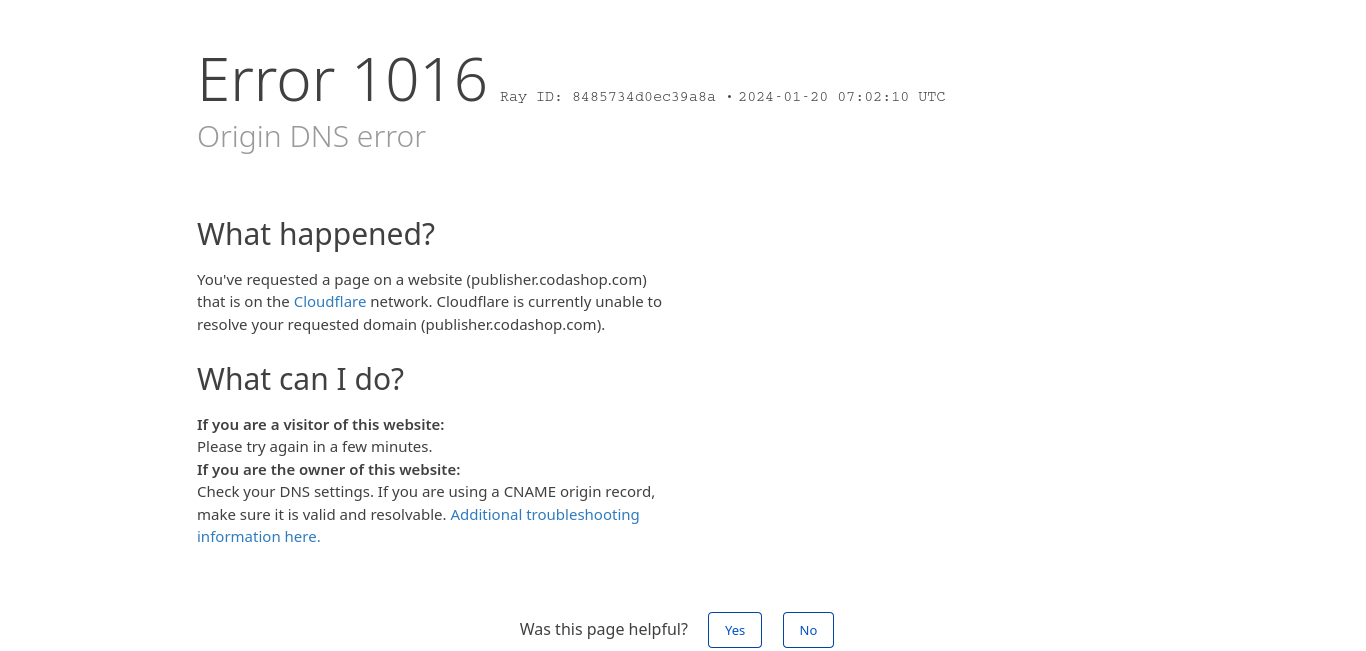 Error 1016 Ray ID: 8485734d0ec39a8a • 2024-01-20 07:02:10 UTC
Origin DNS error
What happened?
You've requested a page on a website (publisher.codashop.com)
that is on the Cloudflare network. Cloudflare is currently unable to
resolve your requested domain (publisher.codashop.com).
What can I do?
If you are a visitor of this website:
Please try again in a few minutes.
If you are the owner of this website:
Check your DNS settings. If you are using a CNAME origin record,
make sure it is valid and resolvable. Additional troubleshooting
information here.
Was this page helpful? Yes No